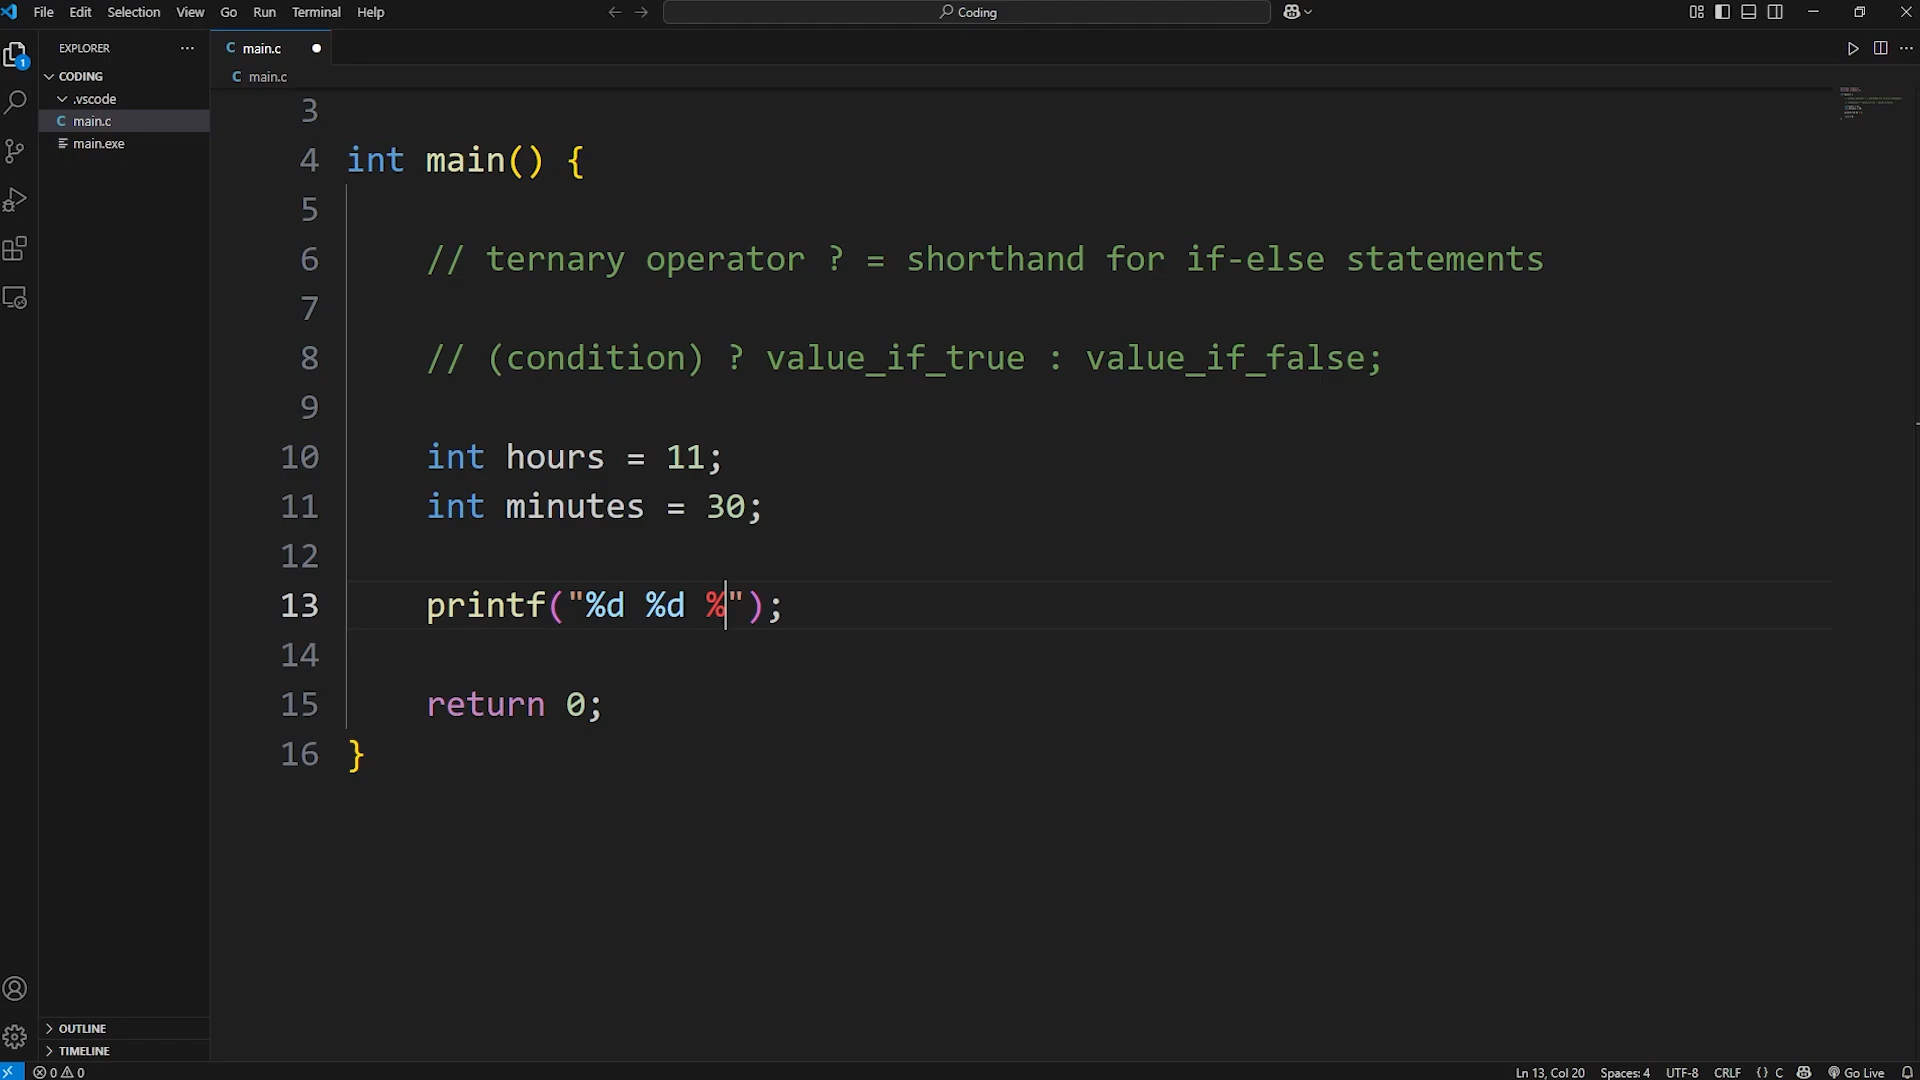 File Edit Selection View Go Run Terminal Help
Coding
EXPLORER
main.c
CODING
main.c
.vscode
main.c
main.exe
1
3
4 int main() {
5
6 // ternary operator ? = shorthand for if-else statements
7
8 // (condition) ? value_if_true : value_if_false;
9
10 int hours = 11;
11 int minutes = 30;
12
13 printf("%d %d %");
14
15 return 0;
16 }
OUTLINE
TIMELINE
0 0
Ln 13, Col 20 Spaces: 4 UTF-8 CRLF {} C Go Live